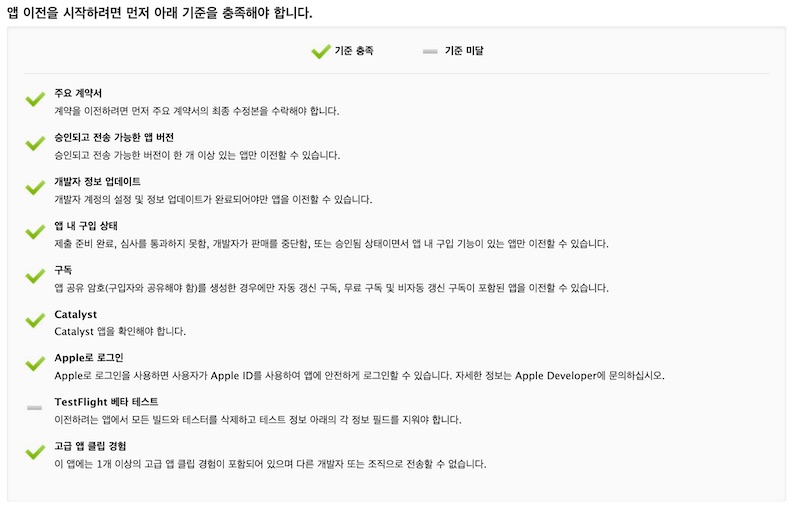 앱 이전을 시작하려면 먼저 아래 기준을 충족해야 합니다.
기준 충족
기준 미달
주요 계약서
계약을 이전하려면 먼저 주요 계약서의 최종 수정본을 수락해야 합니다.
승인되고 전송 가능한 앱 버전
승인되고 전송 가능한 버전이 한 개 이상 있는 앱만 이전할 수 있습니다.
개발자 정보 업데이트
개발자 계정의 설정 및 정보 업데이트가 완료되어야만 앱을 이전할 수 있습니다.
앱 내 구입 상태
제출 준비 완료, 심사를 통과하지 못함, 개발자가 판매를 중단함, 또는 승인됨 상태이면서 앱 내 구입 기능이 있는 앱만 이전할 수 있습니다.
구독
앱 공유 암호(구입자와 공유해야 함)를 생성한 경우에만 자동 갱신 구독, 무료 구독 및 비자동 갱신 구독이 포함된 앱을 이전할 수 있습니다.
Catalyst
Catalyst 앱을 확인해야 합니다.
Apple로 로그인
Apple로 로그인을 사용하면 사용자가 Apple ID를 사용하여 앱에 안전하게 로그인할 수 있습니다. 자세한 정보는 Apple Developer에 문의하십시오.
TestFlight 베타 테스트
이전하려는 앱에서 모든 빌드와 테스터를 삭제하고 테스트 정보 아래의 각 정보 필드를 지워야 합니다.
고급 앱 클립 경험
이 앱에는 1개 이상의 고급 앱 클립 경험이 포함되어 있으며 다른 개발자 또는 조직으로 전송할 수 없습니다.